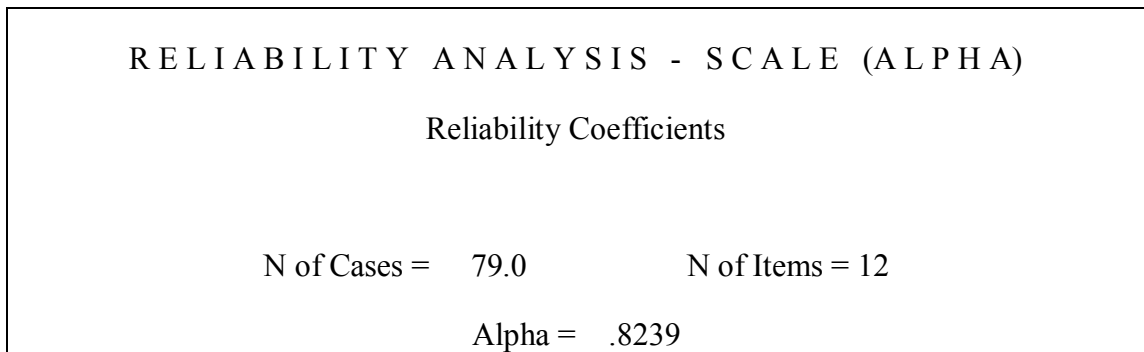 R E L I A B I L I T Y A N A L Y S I S - S C A L E (A L P H A)
Reliability Coefficients
N of Cases = 79.0 N of Items = 12
Alpha = .8239